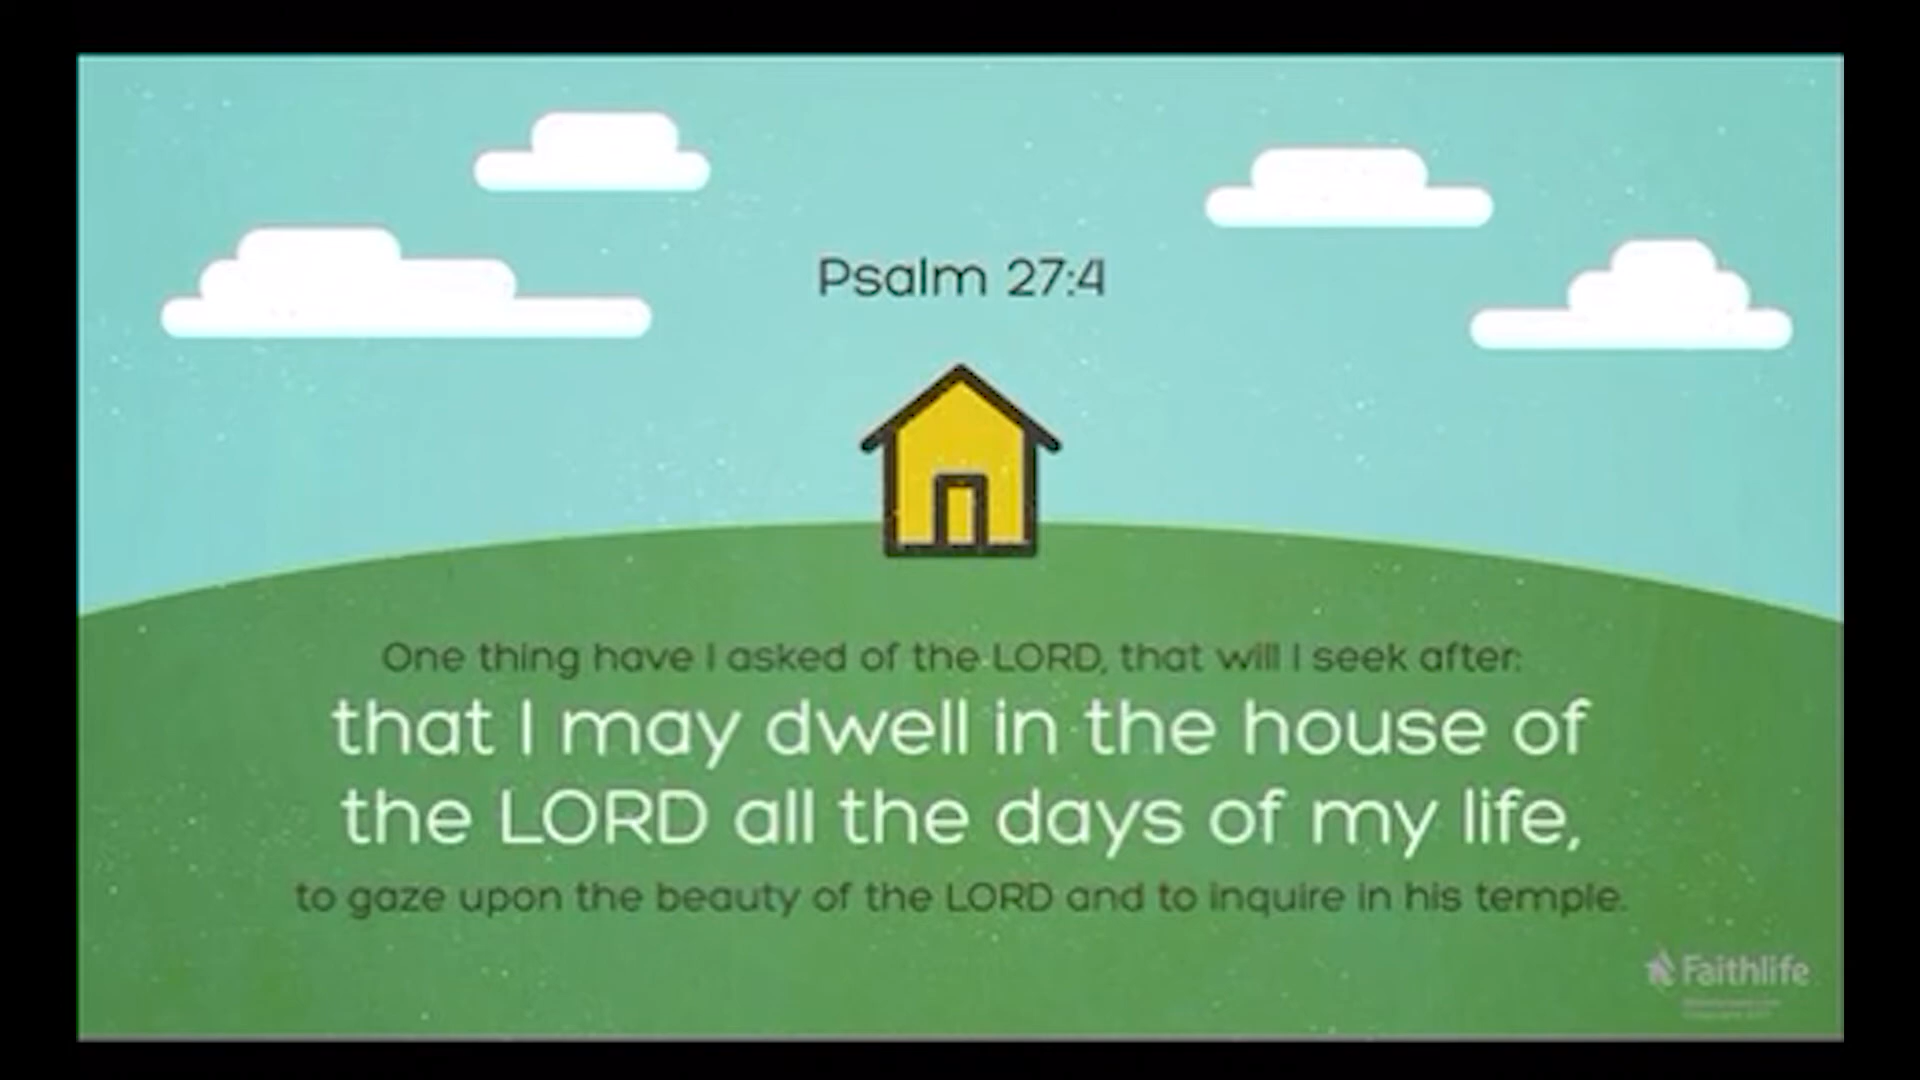 Psalm 27:4
One thing have I asked of the LORD, that will I seek after:
that I may dwell in the house of
the LORD all the days of my life,
to gaze upon the beauty of the LORD and to inquire in his temple.
Faithlife